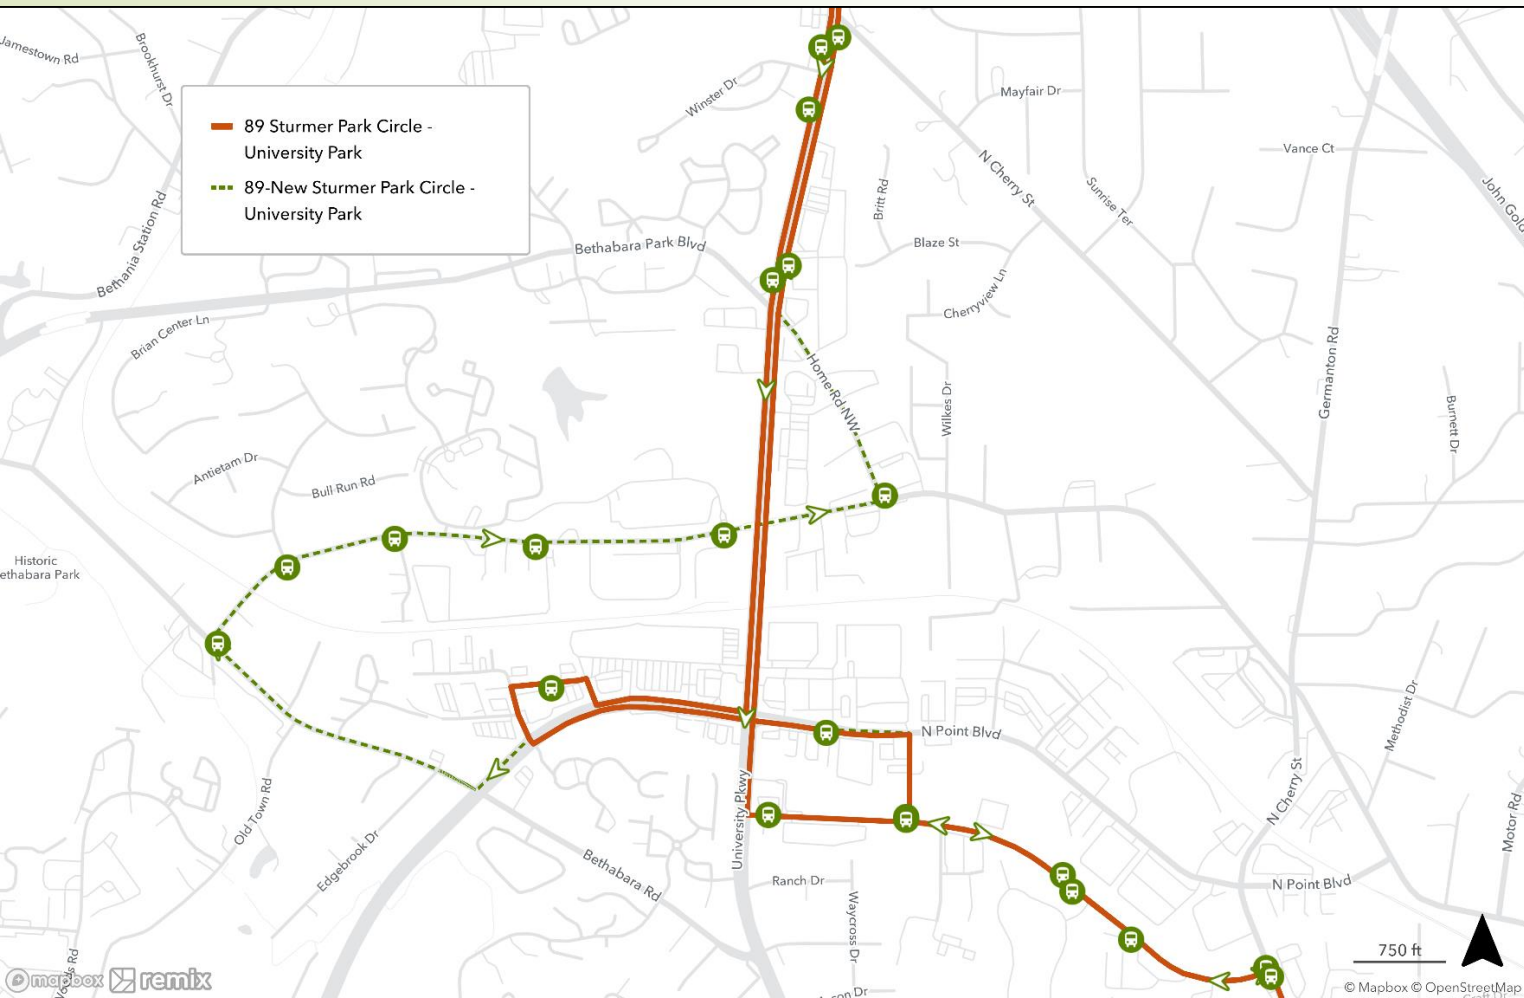 Jamestown Rd
Brookhurst Dr
Winster Dr
Mayfair Dr
N Cherry St
Vance Ct
Sunrise Ter
John Gold
89 Sturmer Park Circle -
University Park
89-New Sturmer Park Circle -
University Park
Britt Rd
Blaze St
Bethabara Park Blvd
Bethania Station Rd
Cherryview Ln
Brian Center Ln
Germanton Rd
Home Rd NW
Wilkes Dr
Burnett Dr
Antietam Dr
Bull Run Rd
Historic
ethabara Park
N Point Blvd
Methodist Dr
University Pkwy
Old Town Rd
Edgebrook Dr
Bethabara Rd
N Cherry St
Motor Rd
Ranch Dr
Waycross Dr
N Point Blvd
750 ft
mapbox remix
© Mapbox © OpenStreetMap